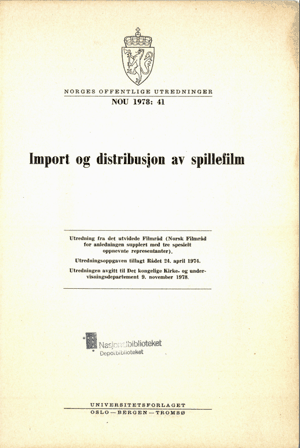 NORGES OFFENTLIGE UTREDNINGER
NOU 1978: 41
Import og distribusjon av spillefilm
Utredning fra det utvidede Filmråd (Norsk Filmråd
for anledningen supplert med tre spesielt
oppnevnte representanter).
Utredningsoppgaven tillagt Rådet 24. april 1974.
Utredningen avgitt til Det kongelige Kirke- og under-
visningsdepartement 9. november 1978.
Nasjonalbiblioteket
Depotbiblioteket
UNIVERSITETSFORLAGET
OSLO — BERGEN — TROMSØ